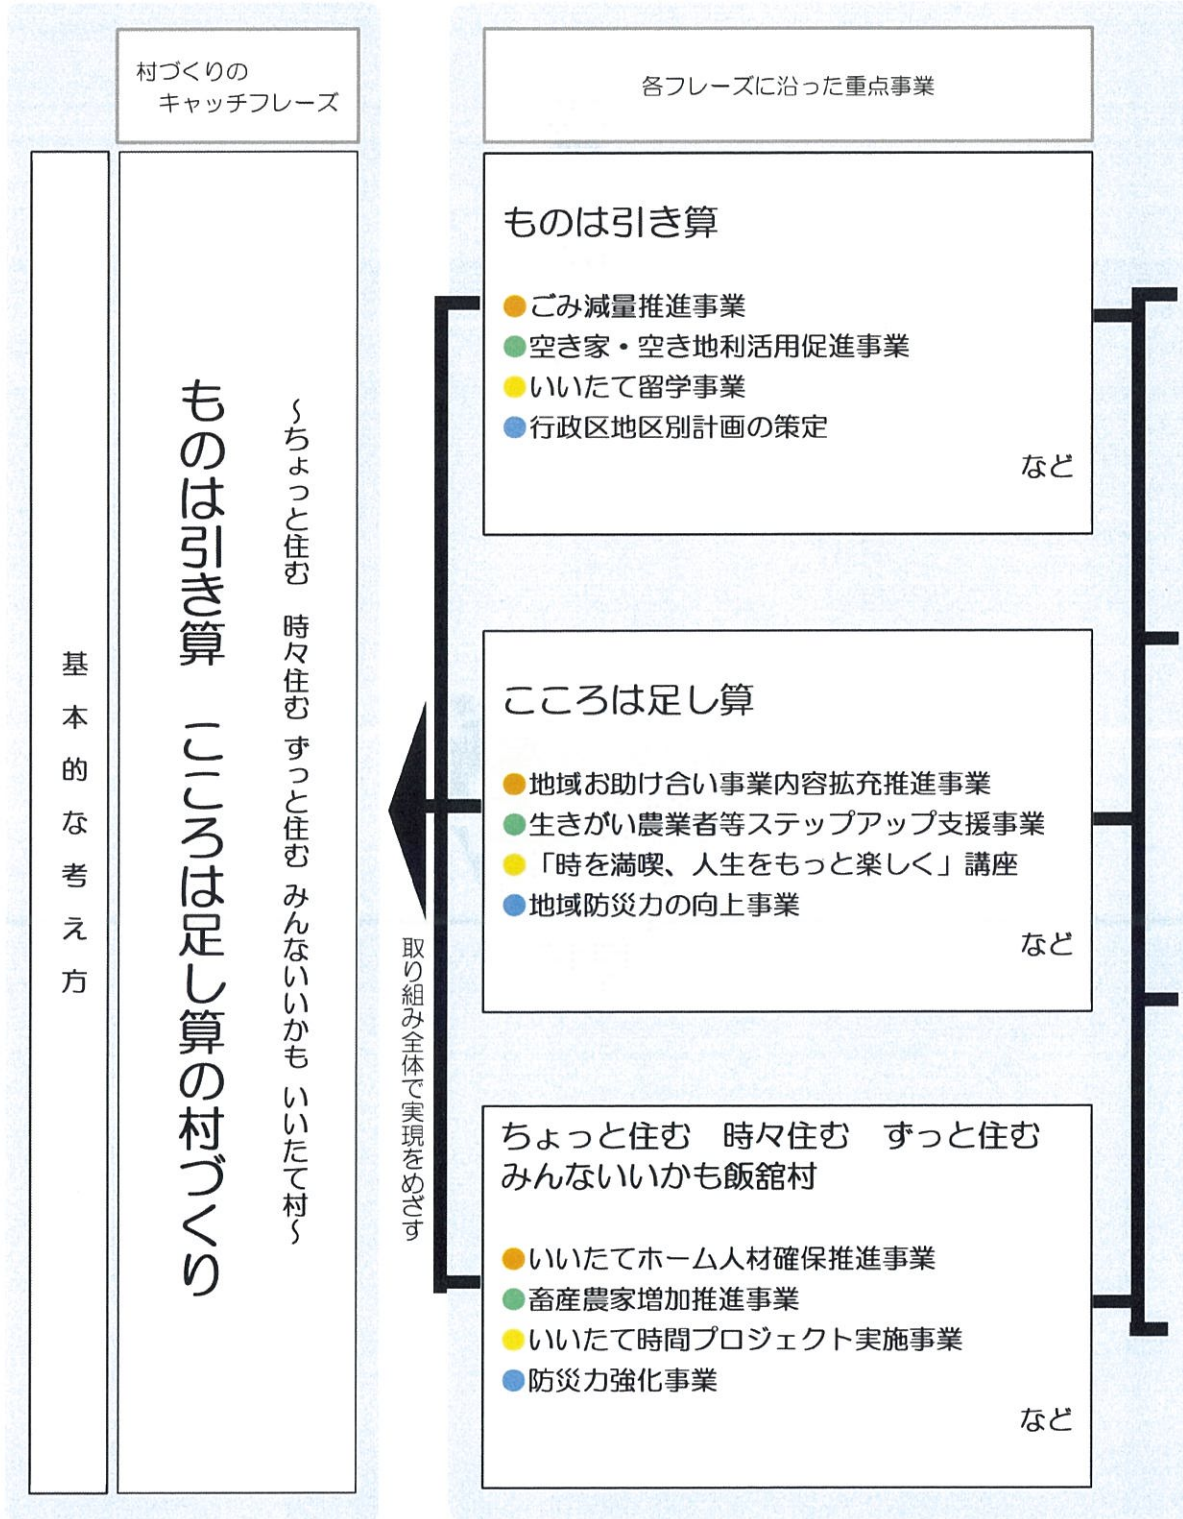 村づくりの
キャッチフレーズ
各フレーズに沿った重点事業
基本的な考え方
ものは引き算　こころは足し算の村づくり
～ちょっと住む　時々住む ずっと住む みんないいかも いいたて村～
取り組み全体で実現をめざす
ものは引き算
●ごみ減量推進事業
●空き家・空き地利活用促進事業
●いいたて留学事業
●行政区地区別計画の策定
など
こころは足し算
●地域お助け合い事業内容拡充推進事業
●生きがい農業者等ステップアップ支援事業
●「時を満喫、人生をもっと楽しく」講座
●地域防災力の向上事業
など
ちょっと住む　時々住む　ずっと住む
みんないいかも飯舘村
●いいたてホーム人材確保推進事業
●畜産農家増加推進事業
●いいたて時間プロジェクト実施事業
●防災力強化事業
など